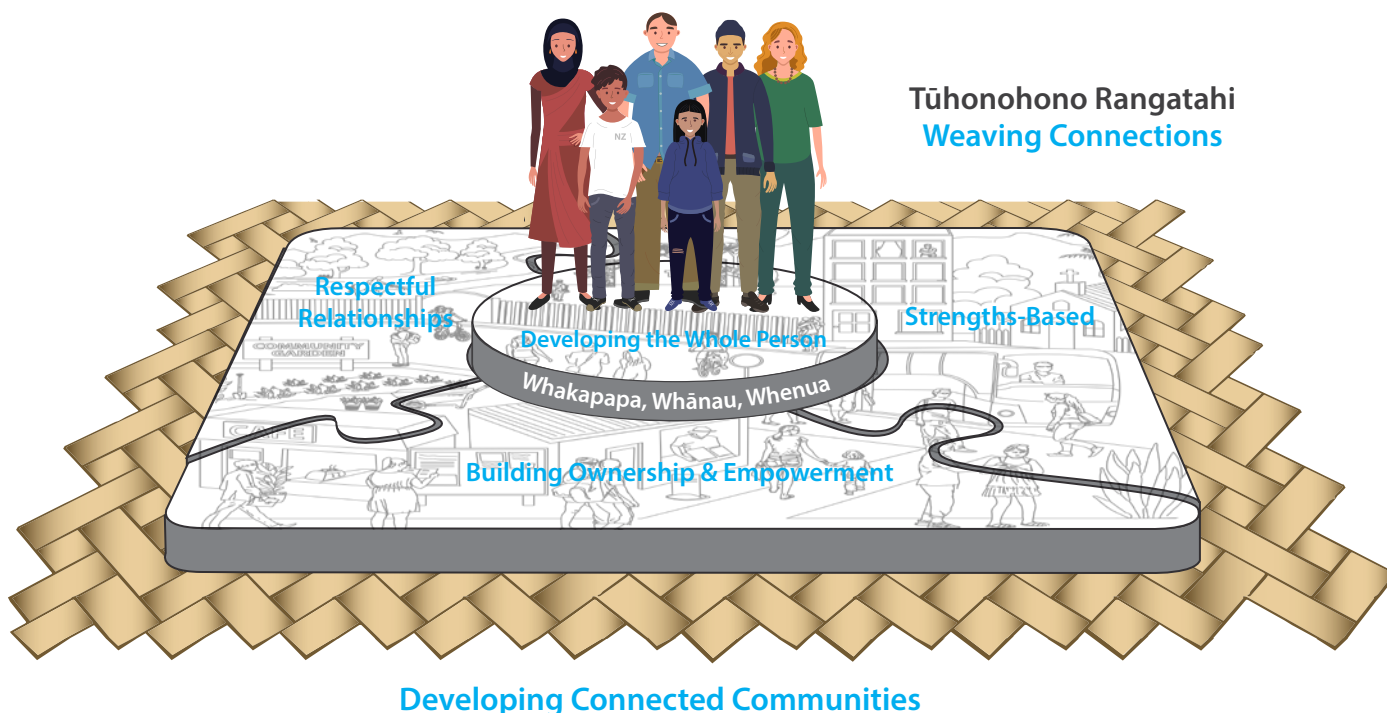 Tūhonohono Rangatahi
Weaving Connections
NZ
Respectful
Relationships
Strengths-Based
COMMUNITY
GARDEN
Developing the Whole Person
Whakapapa, Whānau, Whenua
CAFE
Building Ownership & Empowerment
Developing Connected Communities